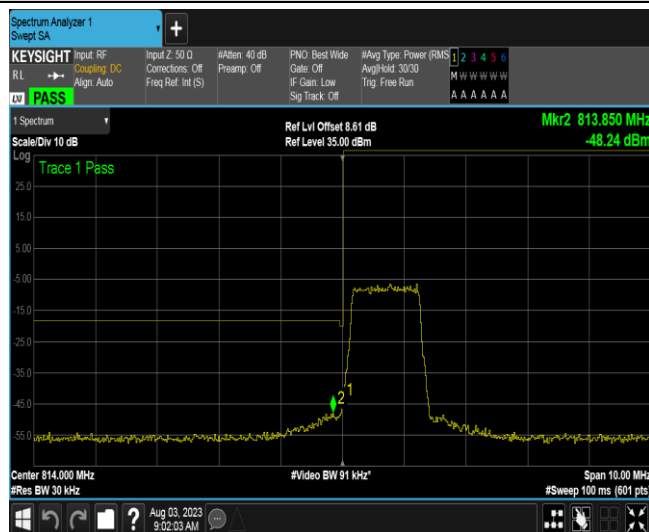 Spectrum Analyzer 1
Swept SA
+
KEYSIGHT Input: RF Input Z: 50 Ω #Atten: 40 dB PNO: Best Wide #Avg Type: Power (RMS 1 2 3 4 5 6
RL Coupling: DC Corrections: Off Preamp: Off Gate: Off Avg|Hold: 30/30 M W W W W W
Align: Auto Freq Ref: Int (S) IF Gain: Low Trig: Free Run
LXI PASS Sig Track: Off A A A A A A
1 Spectrum Ref Lvl Offset 8.61 dB Mkr2 813.850 MHz
Scale/Div 10 dB Ref Level 35.00 dBm -48.24 dBm
Log
Trace 1 Pass
25.0
15.0
5.00
-5.00
-15.0
-25.0
-35.0
-45.0
2 1
-55.0
Center 814.000 MHz #Video BW 91 kHz* Span 10.00 MHz
#Res BW 30 kHz #Sweep 100 ms (601 pts)
? Aug 03, 2023
9:02:03 AM